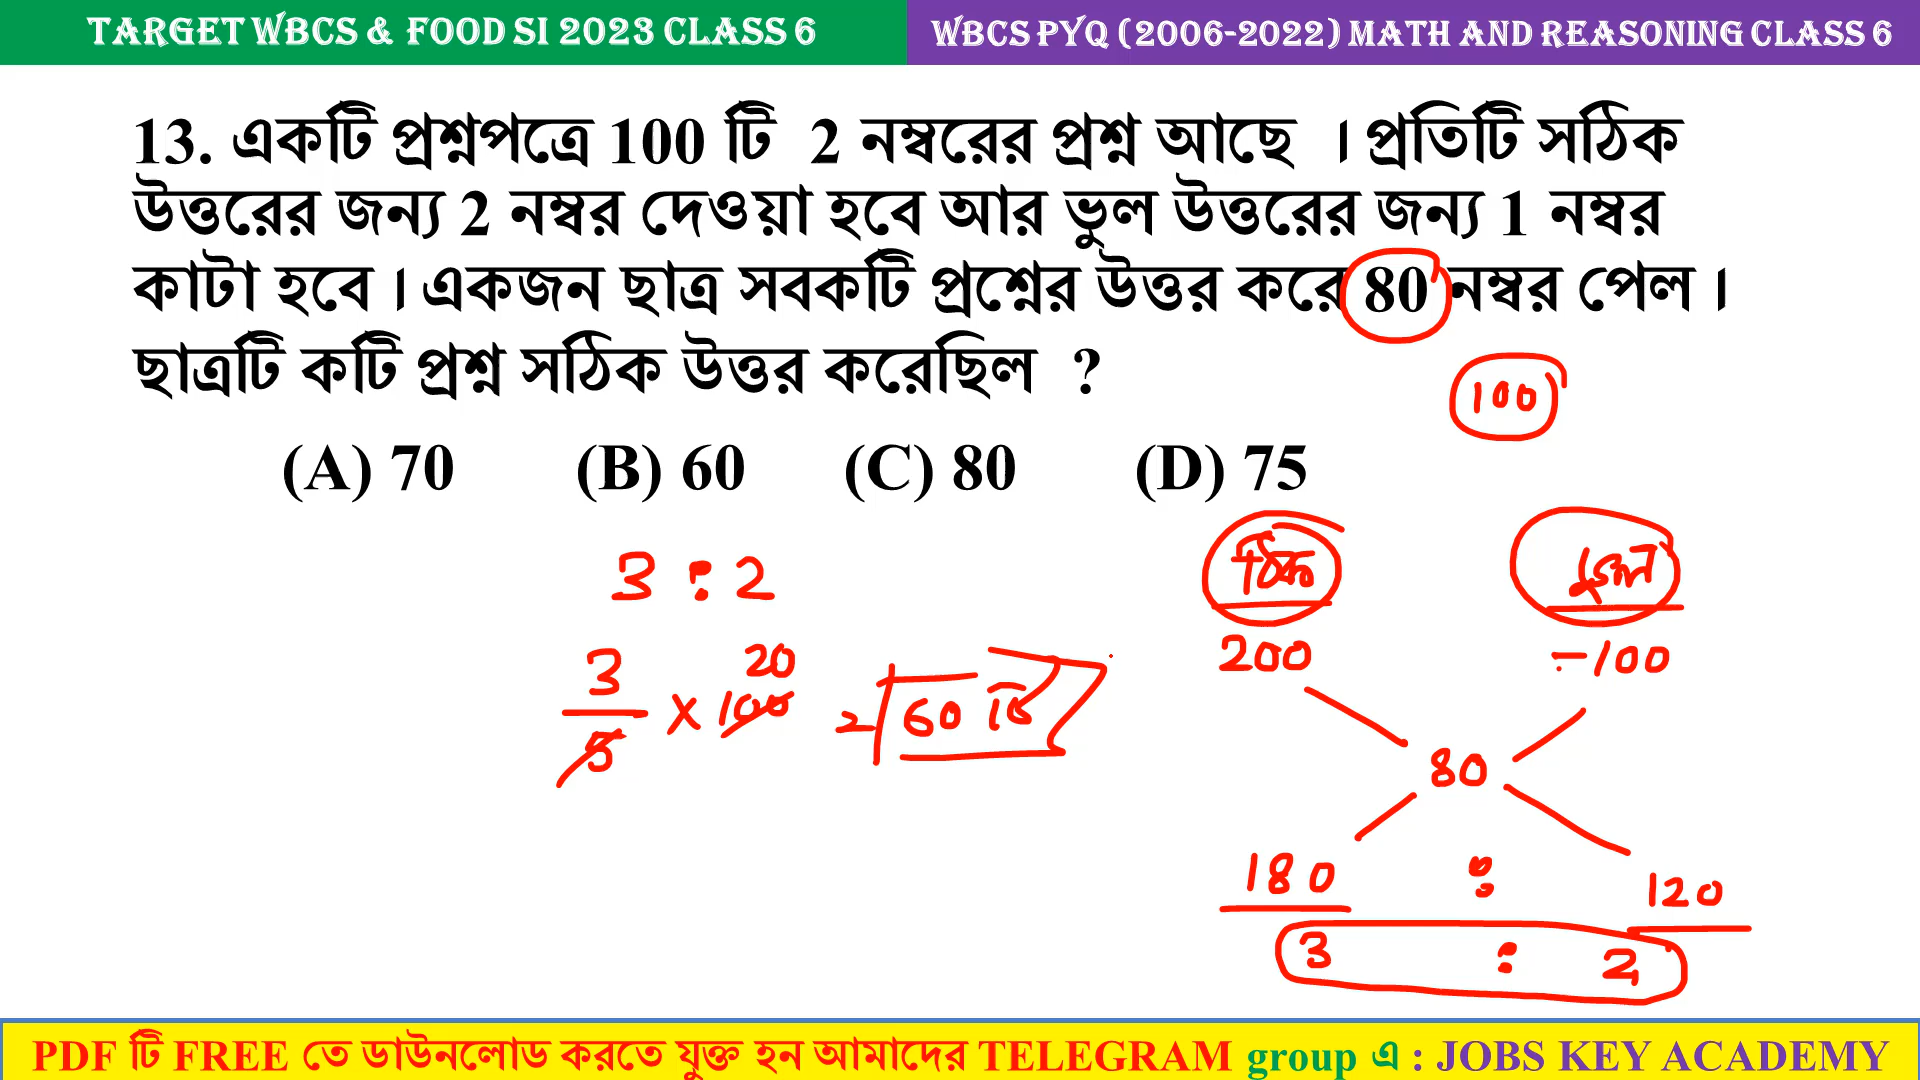 TARGET WBCS & FOOD SI 2023 CLASS 6
WBCS PYQ (2006-2022) MATH AND REASONING CLASS 6
13. একটি প্রশ্নপত্রে 100 টি 2 নম্বরের প্রশ্ন আছে । প্রতিটি সঠিক
উত্তরের জন্য 2 নম্বর দেওয়া হবে আর ভুল উত্তরের জন্য 1 নম্বর
কাটা হবে । একজন ছাত্র সবকটি প্রশ্নের উত্তর করে 80 নম্বর পেল ।
ছাত্রটি কটি প্রশ্ন সঠিক উত্তর করেছিল ?
100
(A) 70 (B) 60 (C) 80 (D) 75
3 : 2
ঠিক ভুল
200 -100
3/5 × 100 20
60 টি
80
180 : 120
3 : 2
PDF টি FREE তে ডাউনলোড করতে যুক্ত হন আমাদের TELEGRAM group এ : JOBS KEY ACADEMY